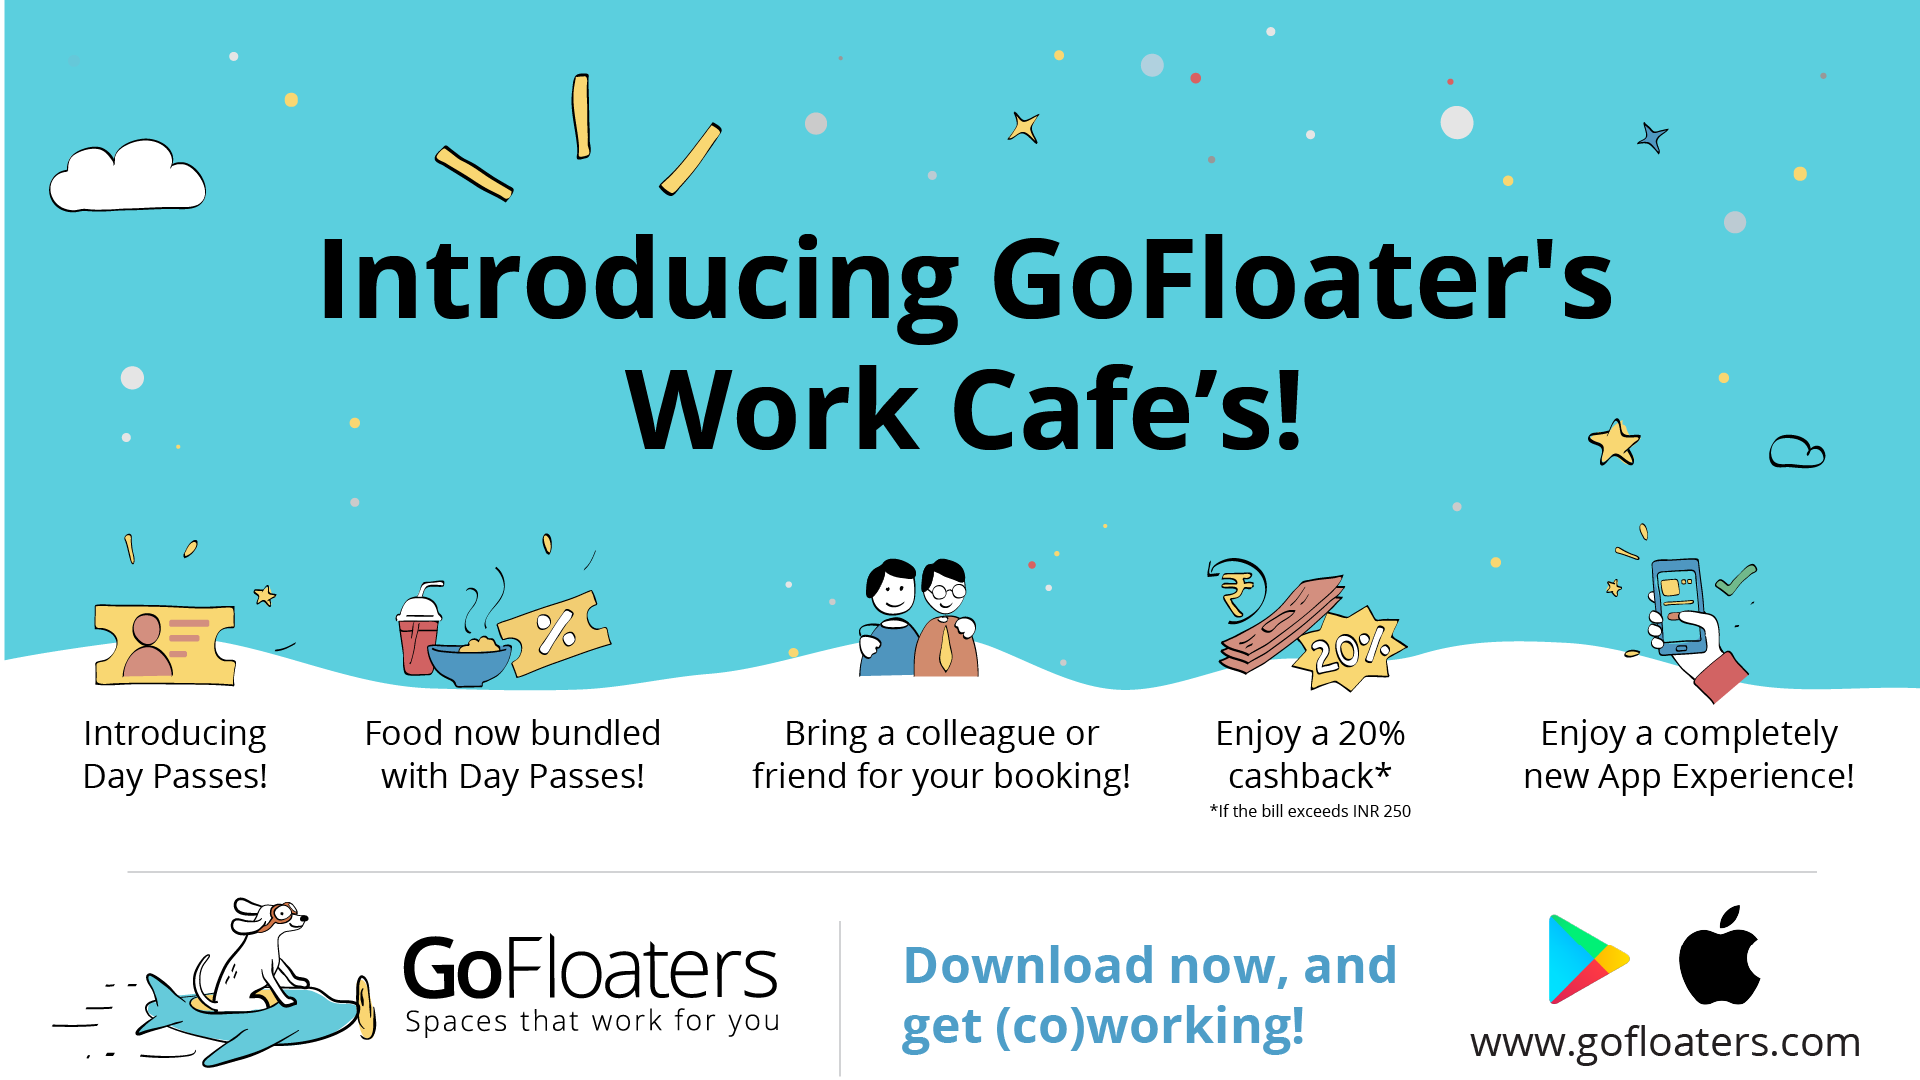 Introducing GoFloater's
Work Cafe’s!
%
₹
20%
Introducing
Day Passes!
Food now bundled
with Day Passes!
Bring a colleague or
friend for your booking!
Enjoy a 20%
cashback*
*If the bill exceeds INR 250
Enjoy a completely
new App Experience!
GoFloaters
Spaces that work for you
Download now, and
get (co)working!
www.gofloaters.com